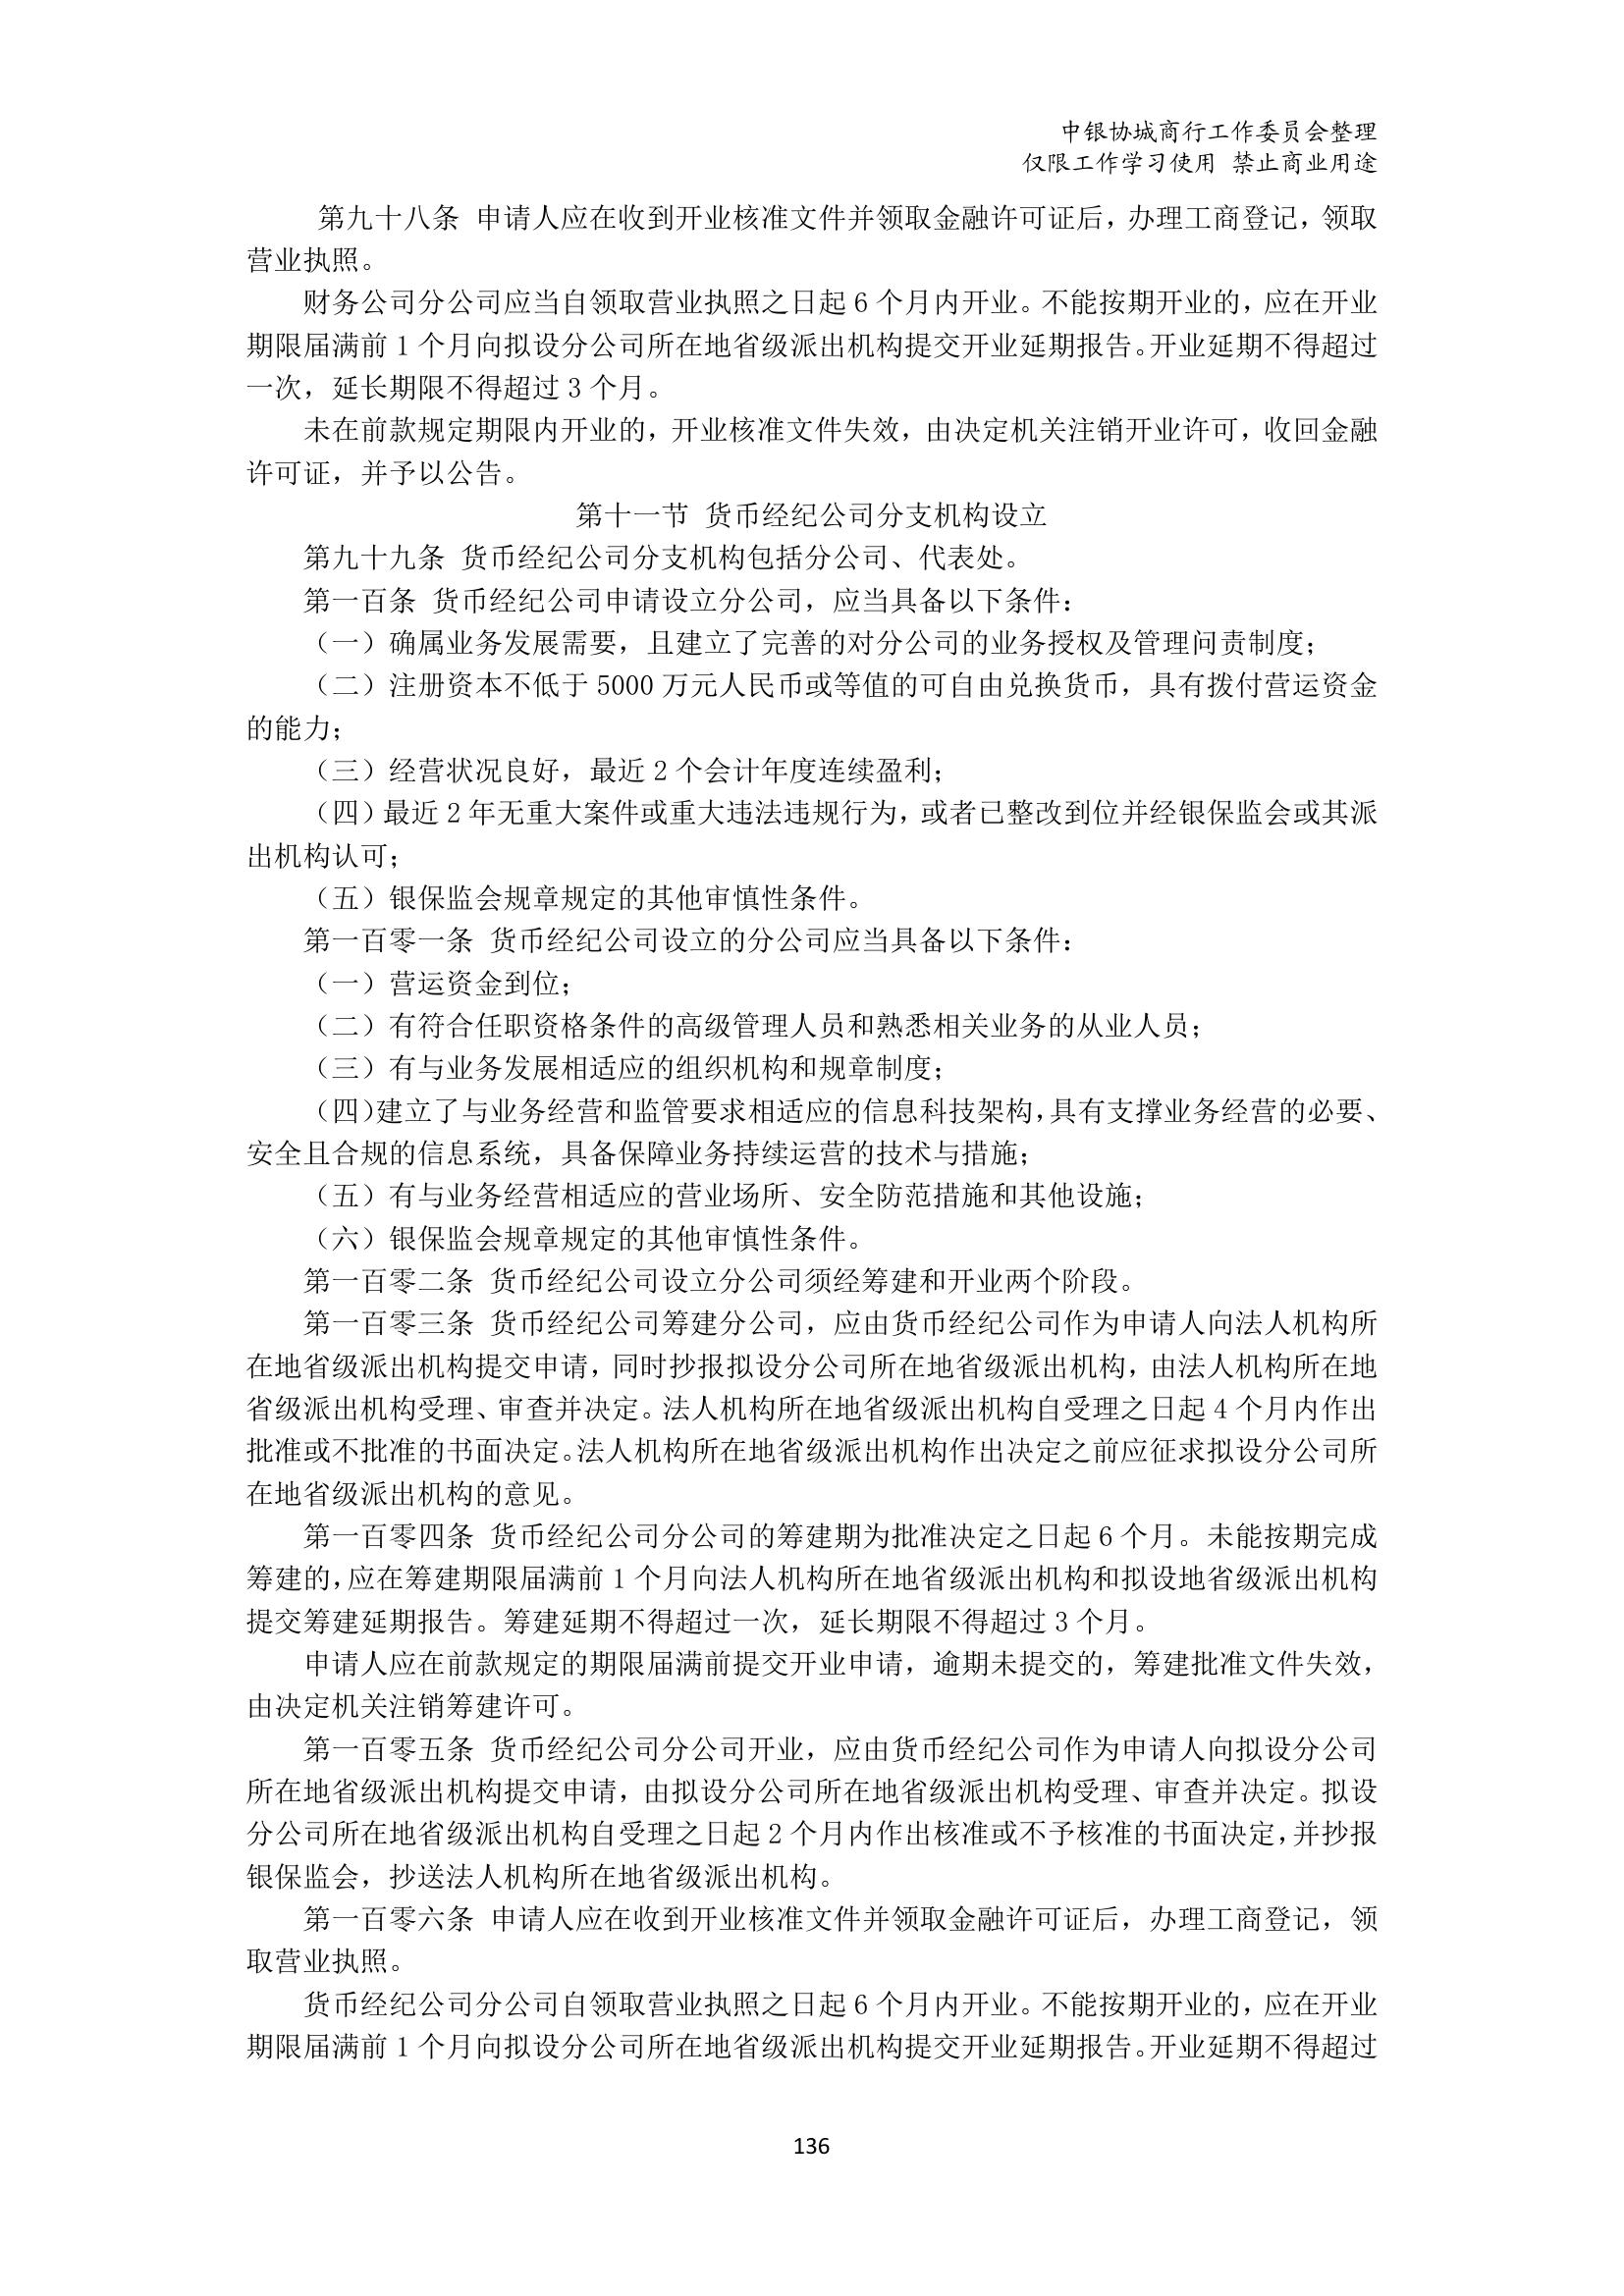 中银协城商行工作委员会整理
仅限工作学习使用 禁止商业用途
第九十八条 申请人应在收到开业核准文件并领取金融许可证后，办理工商登记，领取
营业执照。
财务公司分公司应当自领取营业执照之日起 6 个月内开业。不能按期开业的，应在开业
期限届满前 1 个月向拟设分公司所在地省级派出机构提交开业延期报告。开业延期不得超过
一次，延长期限不得超过 3 个月。
未在前款规定期限内开业的，开业核准文件失效，由决定机关注销开业许可，收回金融
许可证，并予以公告。
第十一节 货币经纪公司分支机构设立
第九十九条 货币经纪公司分支机构包括分公司、代表处。
第一百条 货币经纪公司申请设立分公司，应当具备以下条件：
（一）确属业务发展需要，且建立了完善的对分公司的业务授权及管理问责制度；
（二）注册资本不低于 5000 万元人民币或等值的可自由兑换货币，具有拨付营运资金
的能力；
（三）经营状况良好，最近 2 个会计年度连续盈利；
（四）最近 2 年无重大案件或重大违法违规行为，或者已整改到位并经银保监会或其派
出机构认可；
（五）银保监会规章规定的其他审慎性条件。
第一百零一条 货币经纪公司设立的分公司应当具备以下条件：
（一）营运资金到位；
（二）有符合任职资格条件的高级管理人员和熟悉相关业务的从业人员；
（三）有与业务发展相适应的组织机构和规章制度；
（四）建立了与业务经营和监管要求相适应的信息科技架构，具有支撑业务经营的必要、
安全且合规的信息系统，具备保障业务持续运营的技术与措施；
（五）有与业务经营相适应的营业场所、安全防范措施和其他设施；
（六）银保监会规章规定的其他审慎性条件。
第一百零二条 货币经纪公司设立分公司须经筹建和开业两个阶段。
第一百零三条 货币经纪公司筹建分公司，应由货币经纪公司作为申请人向法人机构所
在地省级派出机构提交申请，同时抄报拟设分公司所在地省级派出机构，由法人机构所在地
省级派出机构受理、审查并决定。法人机构所在地省级派出机构自受理之日起 4 个月内作出
批准或不批准的书面决定。法人机构所在地省级派出机构作出决定之前应征求拟设分公司所
在地省级派出机构的意见。
第一百零四条 货币经纪公司分公司的筹建期为批准决定之日起 6 个月。未能按期完成
筹建的，应在筹建期限届满前 1 个月向法人机构所在地省级派出机构和拟设地省级派出机构
提交筹建延期报告。筹建延期不得超过一次，延长期限不得超过 3 个月。
申请人应在前款规定的期限届满前提交开业申请，逾期未提交的，筹建批准文件失效，
由决定机关注销筹建许可。
第一百零五条 货币经纪公司分公司开业，应由货币经纪公司作为申请人向拟设分公司
所在地省级派出机构提交申请，由拟设分公司所在地省级派出机构受理、审查并决定。拟设
分公司所在地省级派出机构自受理之日起 2 个月内作出核准或不予核准的书面决定，并抄报
银保监会，抄送法人机构所在地省级派出机构。
第一百零六条 申请人应在收到开业核准文件并领取金融许可证后，办理工商登记，领
取营业执照。
货币经纪公司分公司自领取营业执照之日起 6 个月内开业。不能按期开业的，应在开业
期限届满前 1 个月向拟设分公司所在地省级派出机构提交开业延期报告。开业延期不得超过
136